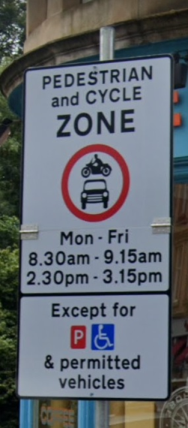 PEDESTRIAN
and CYCLE
ZONE
Mon - Fri
8.30am - 9.15am
2.30pm - 3.15pm
Except for
P
& permitted
vehicles